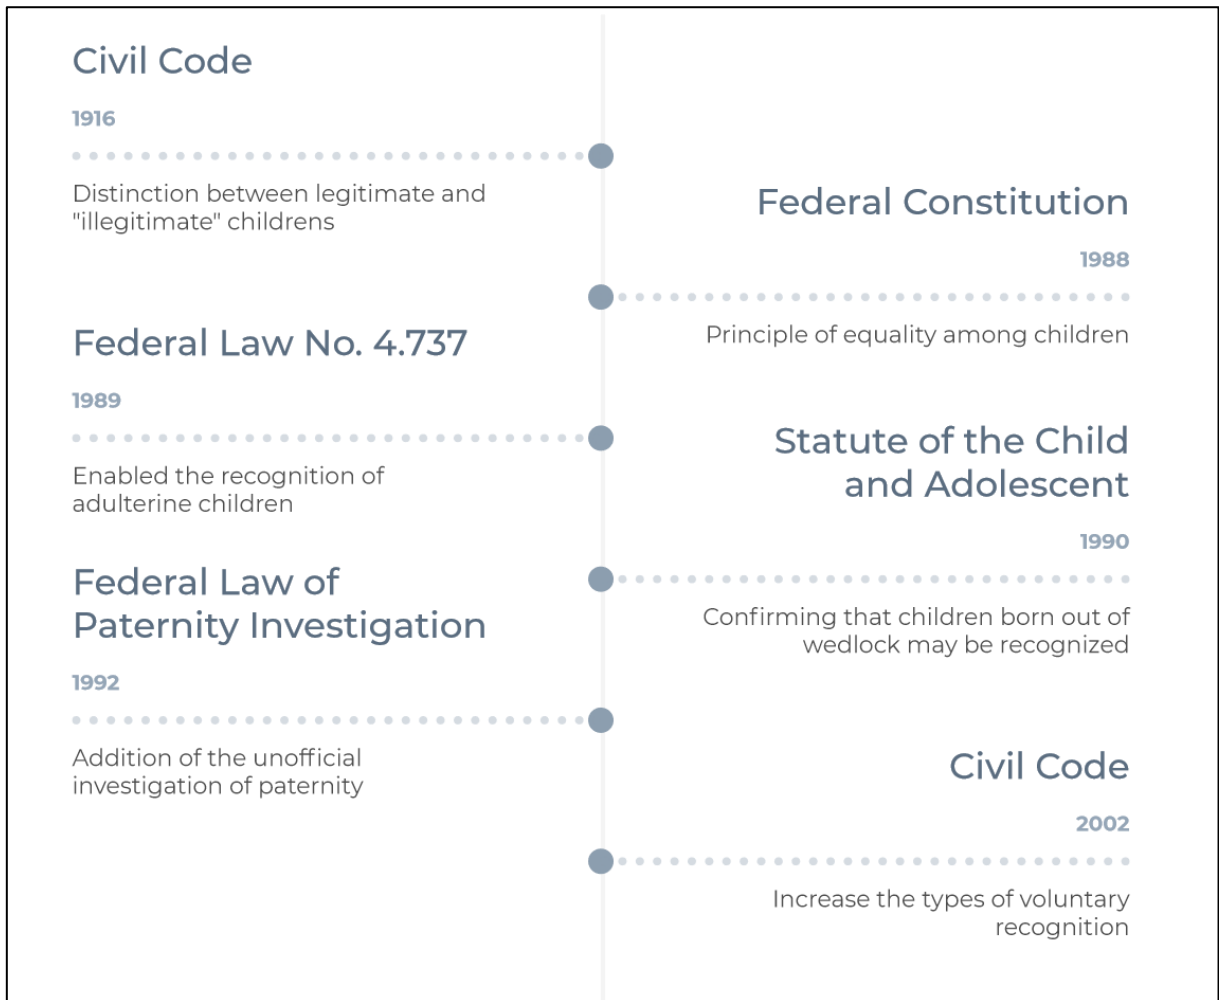 Civil Code
1916
Distinction between legitimate and
"illegitimate" childrens
Federal Constitution
1988
Principle of equality among children
Federal Law No. 4.737
1989
Enabled the recognition of
adulterine children
Statute of the Child
and Adolescent
1990
Confirming that children born out of
wedlock may be recognized
Federal Law of
Paternity Investigation
1992
Addition of the unofficial
investigation of paternity
Civil Code
2002
Increase the types of voluntary
recognition